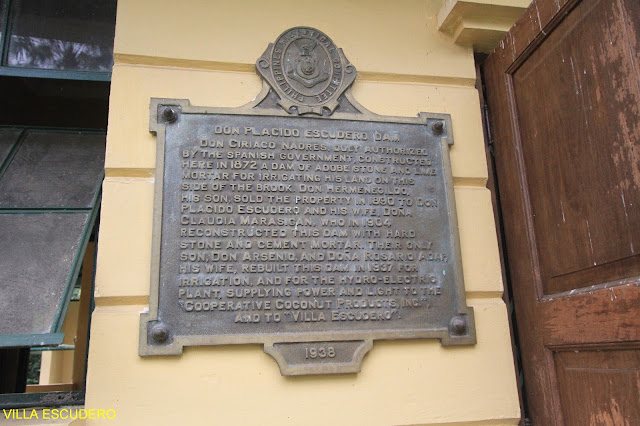 DON PLACIDO ESCUDERO DAM
DON CIRIACO NADRES, DULY AUTHORIZED
BY THE SPANISH GOVERNMENT, CONSTRUCTED
HERE IN 1872 A DAM OF ADOBE STONE AND LIME
MORTAR FOR IRRIGATING HIS LAND ON THIS
SIDE OF THE BROOK. DON HERMENEGILDO,
HIS SON, SOLD THE PROPERTY IN 1880 TO DON
PLACIDO ESCUDERO AND HIS WIFE, DOÑA
CLAUDIA MARASIGAN, WHO IN 1904
RECONSTRUCTED THIS DAM WITH HARD
STONE AND CEMENT MORTAR. THEIR ONLY
SON, DON ARSENIO, AND DOÑA ROSARIO ADAP,
HIS WIFE, REBUILT THIS DAM IN 1937 FOR
IRRIGATION, AND FOR THE HYDRO-ELECTRIC
PLANT SUPPLYING POWER AND LIGHT TO THE
"COOPERATIVE COCONUT PRODUCTS, INC.",
AND TO "VILLA ESCUDERO".
1938
VILLA ESCUDERO